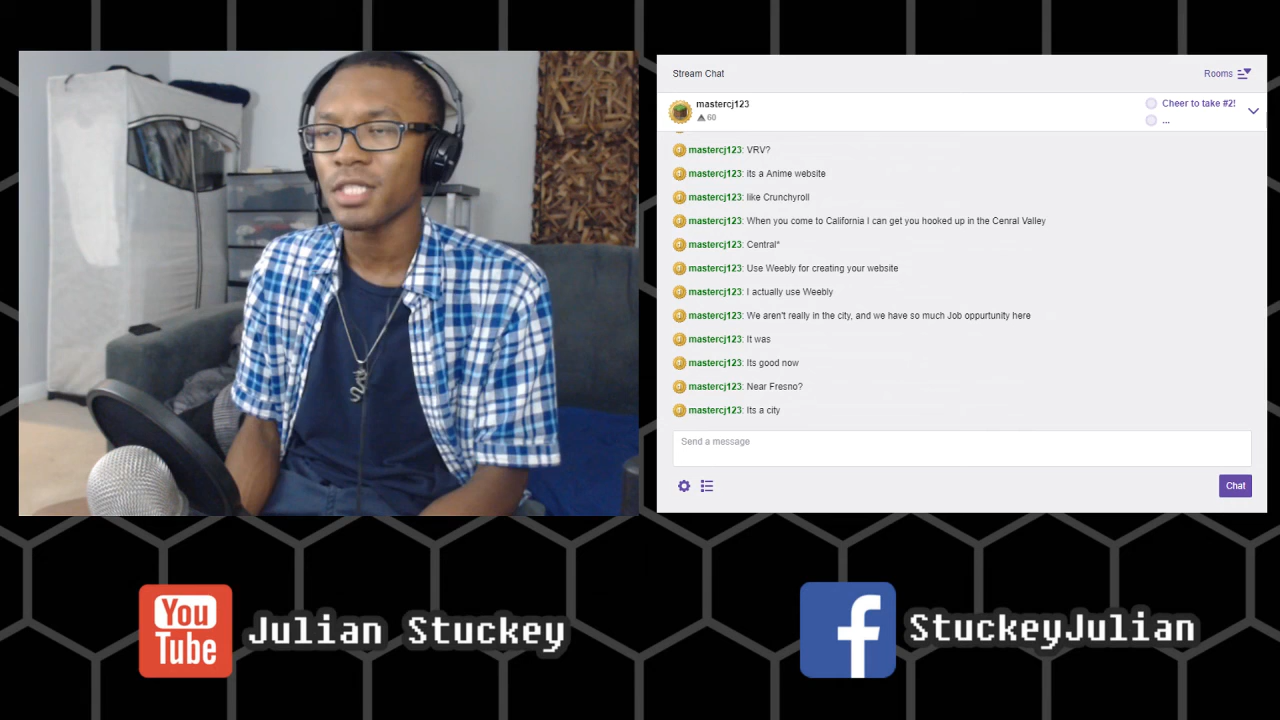 Stream Chat
Rooms
mastercj123
60
Cheer to take #2!
...
mastercj123: VRV?
mastercj123: its a Anime website
mastercj123: like Crunchyroll
mastercj123: When you come to California I can get you hooked up in the Cenral Valley
mastercj123: Central*
mastercj123: Use Weebly for creating your website
mastercj123: I actually use Weebly
mastercj123: We aren't really in the city, and we have so much Job oppurtunity here
mastercj123: It was
mastercj123: Its good now
mastercj123: Near Fresno?
mastercj123: Its a city
Send a message
Chat
You
Tube
Julian Stuckey
f
StuckeyJulian